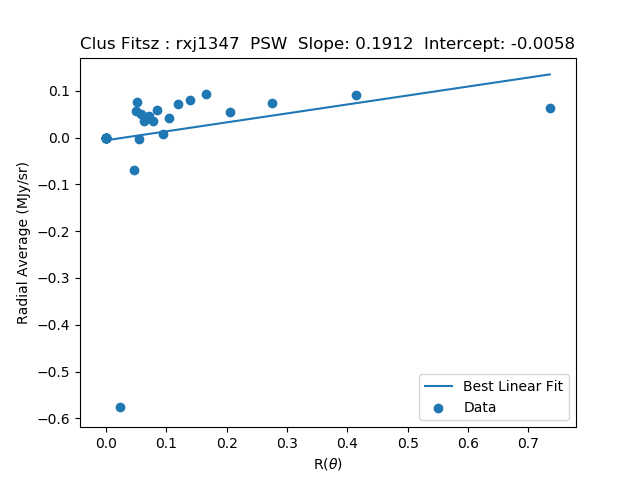 Clus Fitsz : rxj1347  PSW  Slope: 0.1912  Intercept: -0.0058
0.1
0.0
−0.1
−0.2
−0.3
−0.4
−0.5
−0.6
Radial Average (MJy/sr)
Best Linear Fit
Data
0.0 0.1 0.2 0.3 0.4 0.5 0.6 0.7
R(θ)